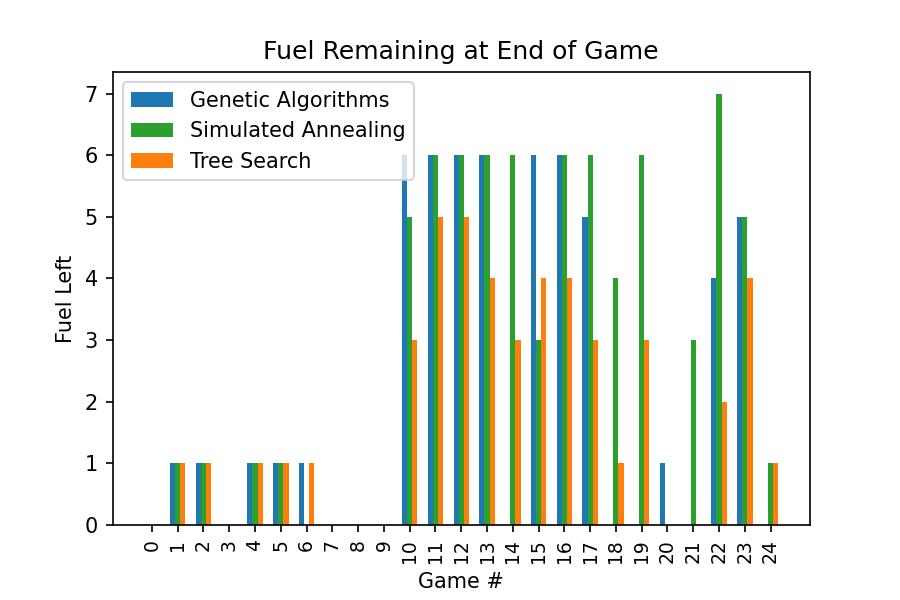 Fuel Remaining at End of Game
Genetic Algorithms
Simulated Annealing
Tree Search
Fuel Left
7
6
5
4
3
2
1
0
0 1 2 3 4 5 6 7 8 9 10 11 12 13 14 15 16 17 18 19 20 21 22 23 24
Game #